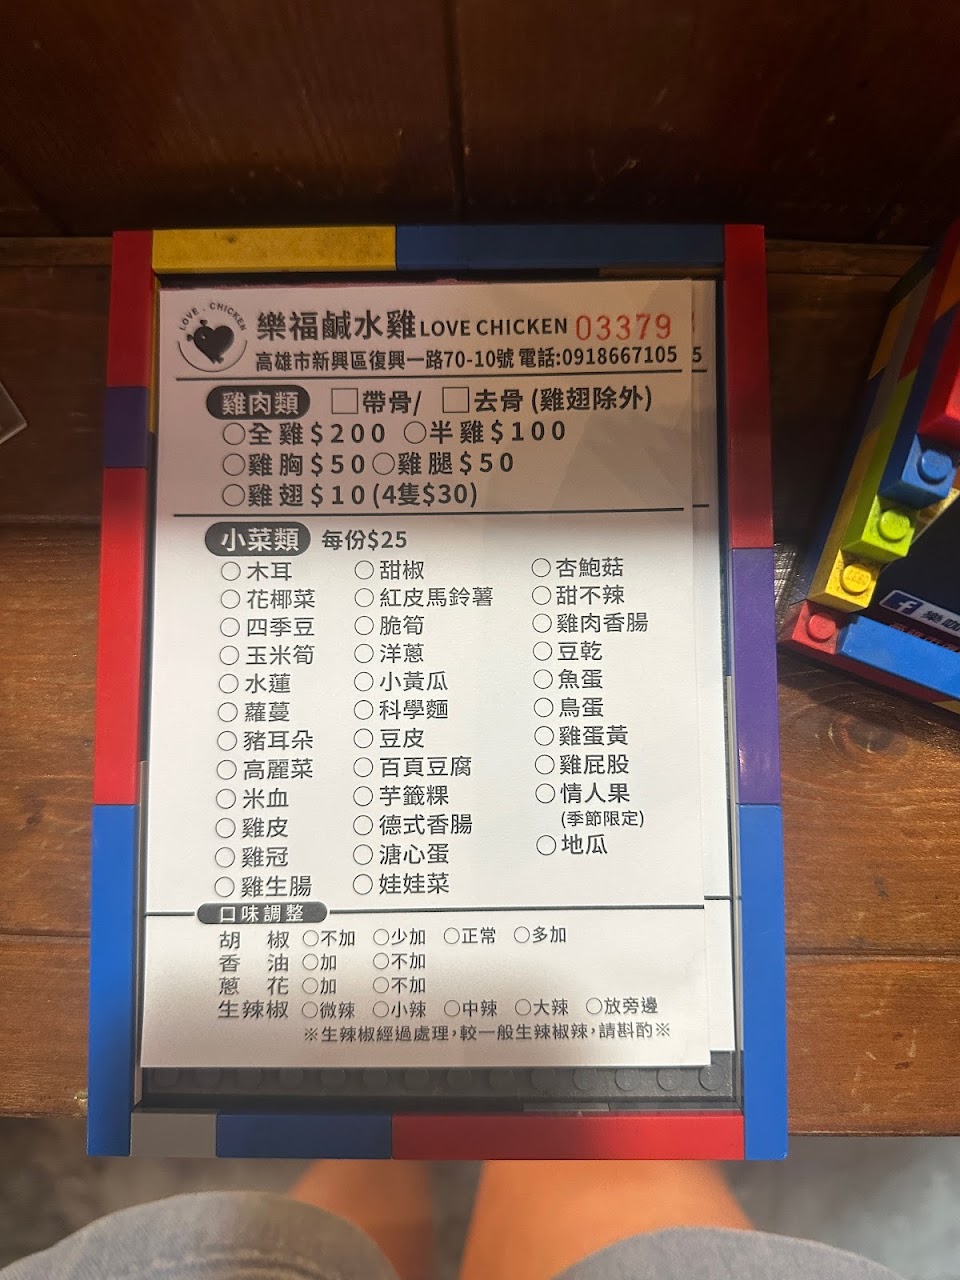 LOVE . CHICKEN
樂福鹹水雞 LOVE CHICKEN 03379
高雄市新興區復興一路70-10號 電話:0918667105 5
雞肉類 □帶骨/ □去骨 (雞翅除外)
○全雞$200 ○半雞$100
○雞胸$50 ○雞腿$50
○雞翅$10(4隻$30)
小菜類 每份$25
○木耳 ○甜椒 ○杏鮑菇
○花椰菜 ○紅皮馬鈴薯 ○甜不辣
○四季豆 ○脆筍 ○雞肉香腸
○玉米筍 ○洋蔥 ○豆乾
○水蓮 ○小黃瓜 ○魚蛋
○蘿蔓 ○科學麵 ○鳥蛋
○豬耳朵 ○豆皮 ○雞蛋黃
○高麗菜 ○百頁豆腐 ○雞屁股
○米血 ○芋籤粿 ○情人果
(季節限定)
○雞皮 ○德式香腸 ○地瓜
○雞冠 ○溏心蛋
○雞生腸 ○娃娃菜
口味調整
胡椒 ○不加 ○少加 ○正常 ○多加
香油 ○加 ○不加
蔥花 ○加 ○不加
生辣椒 ○微辣 ○小辣 ○中辣 ○大辣 ○放旁邊
※生辣椒經過處理,較一般生辣椒辣,請斟酌※
f 樂